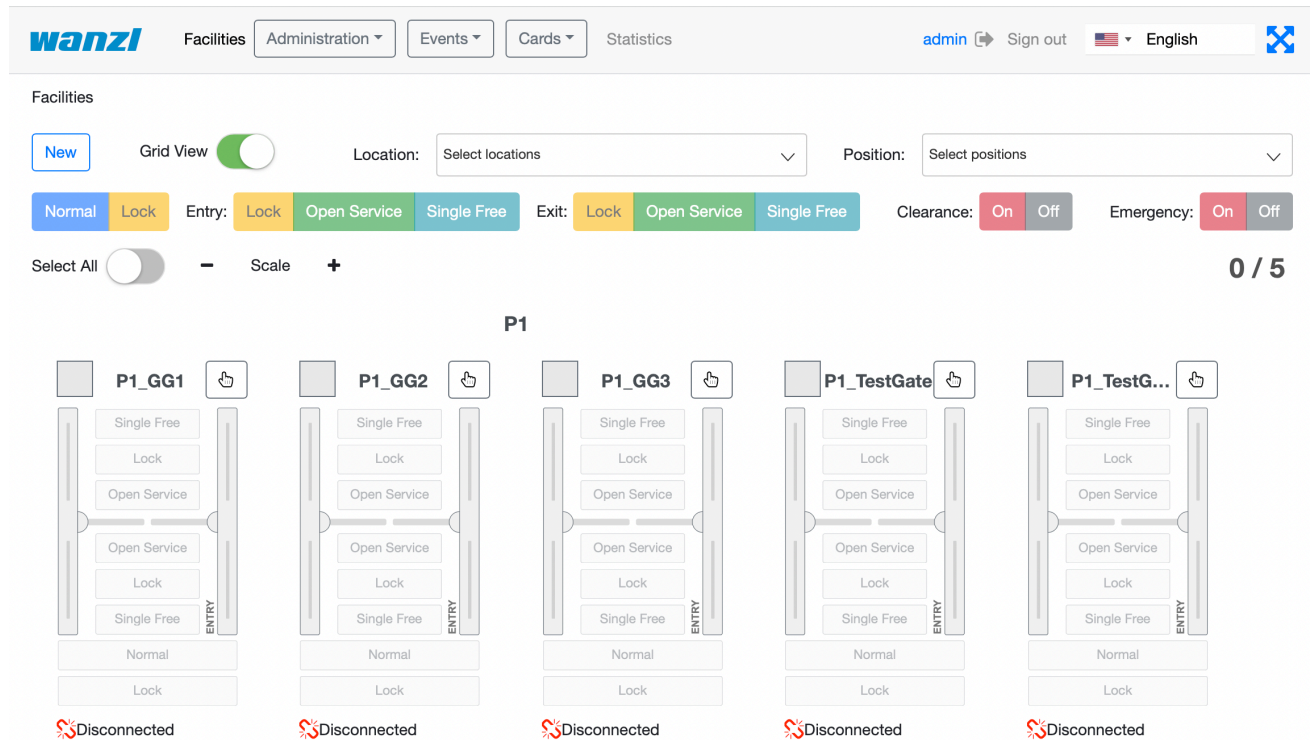 wanzl Facilities Administration Events Cards Statistics admin Sign out English
Facilities
New Grid View Location: Select locations Position: Select positions
Normal Lock Entry: Lock Open Service Single Free Exit: Lock Open Service Single Free Clearance: On Off Emergency: On Off
Select All Scale 0 / 5
P1
P1_GG1 P1_GG2 P1_GG3 P1_TestGate P1_TestG...
Single Free Single Free Single Free Single Free Single Free
Lock Lock Lock Lock Lock
Open Service Open Service Open Service Open Service Open Service
Open Service Open Service Open Service Open Service Open Service
Lock Lock Lock Lock Lock
Single Free ENTRY Single Free ENTRY Single Free ENTRY Single Free ENTRY Single Free ENTRY
Normal Normal Normal Normal Normal
Lock Lock Lock Lock Lock
Disconnected Disconnected Disconnected Disconnected Disconnected